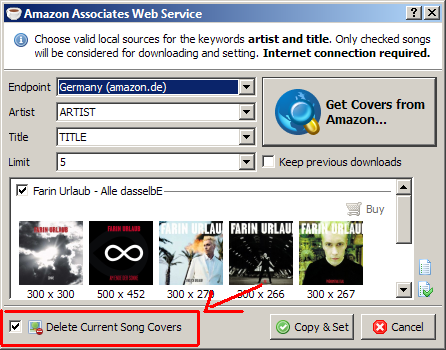 Amazon Associates Web Service
Choose valid local sources for the keywords artist and title. Only checked songs
will be considered for downloading and setting. Internet connection required.
Endpoint Germany (amazon.de)
Artist ARTIST
Title TITLE
Limit 5
Get Covers from
Amazon...
Keep previous downloads
Farin Urlaub - Alle dasselbE
Buy
FARIN URLAUB
FARIN URLAUB
FARIN URLAUB
FARIN URLAUB
300 x 300 500 x 452 300 x 270 300 x 266 300 x 267
Delete Current Song Covers
Copy & Set
Cancel